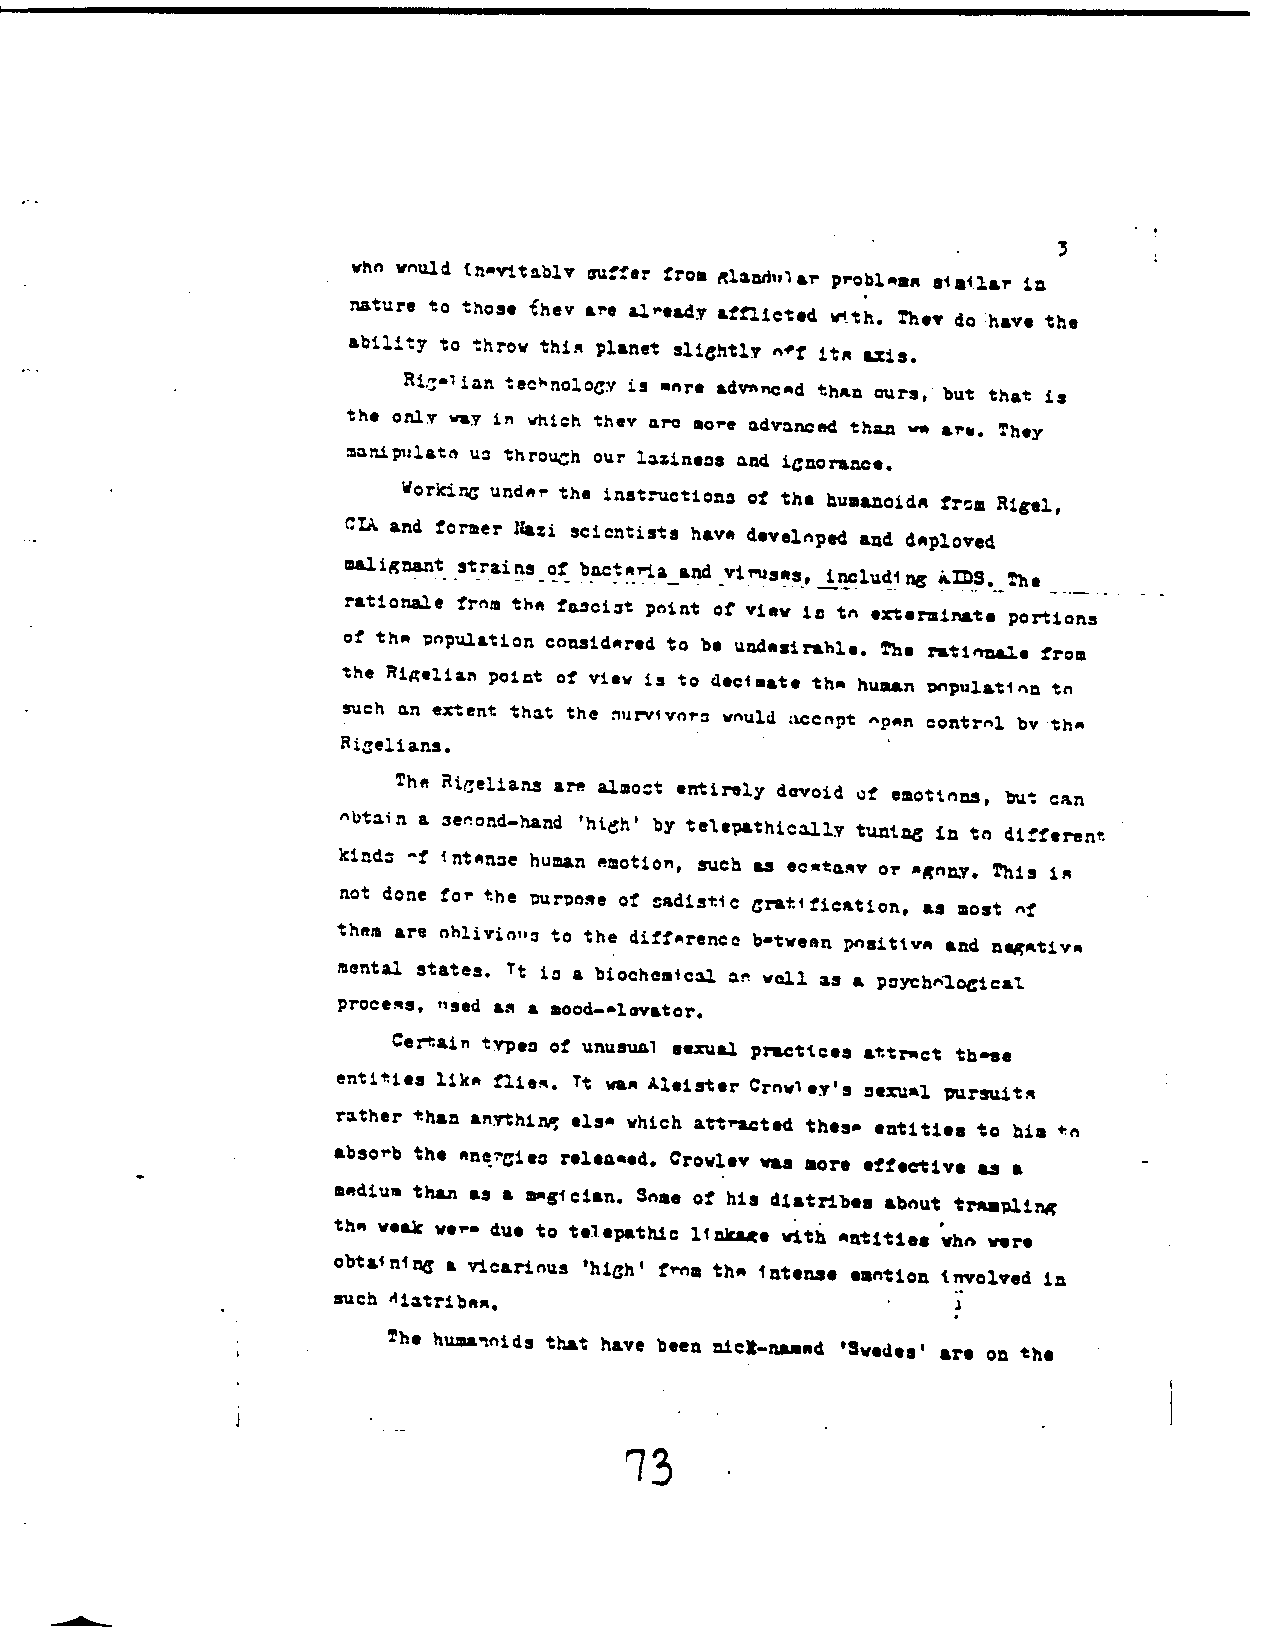 3
who would inevitably suffer from glandular problems similar in
nature to those they are already afflicted with. They do have the
ability to throw this planet slightly off its axis.
Rigelian technology is more advanced than ours, but that is
the only way in which they are more advanced than we are. They
manipulate us through our laziness and ignorance.
Working under the instructions of the humanoids from Rigel,
CIA and former Nazi scientists have developed and deployed
malignant strains of bacteria and viruses, including AIDS. The
rationale from the fascist point of view is to exterminate portions
of the population considered to be undesirable. The rationale from
the Rigelian point of view is to decimate the human population to
such an extent that the survivors would accept open control by the
Rigelians.
The Rigelians are almost entirely devoid of emotions, but can
obtain a second-hand 'high' by telepathically tuning in to different
kinds of intense human emotion, such as ecstasy or agony. This is
not done for the purpose of sadistic gratification, as most of
them are oblivious to the difference between positive and negative
mental states. It is a biochemical as well as a psychological
process, used as a mood-elevator.
Certain types of unusual sexual practices attract these
entities like flies. It was Aleister Crowley's sexual pursuits
rather than anything else which attracted these entities to him to
absorb the energies released. Crowley was more effective as a
medium than as a magician. Some of his diatribes about trampling
the weak were due to telepathic linkage with entities who were
obtaining a vicarious 'high' from the intense emotion involved in
such diatribes.
The humanoids that have been nick-named 'Swedes' are on the
73